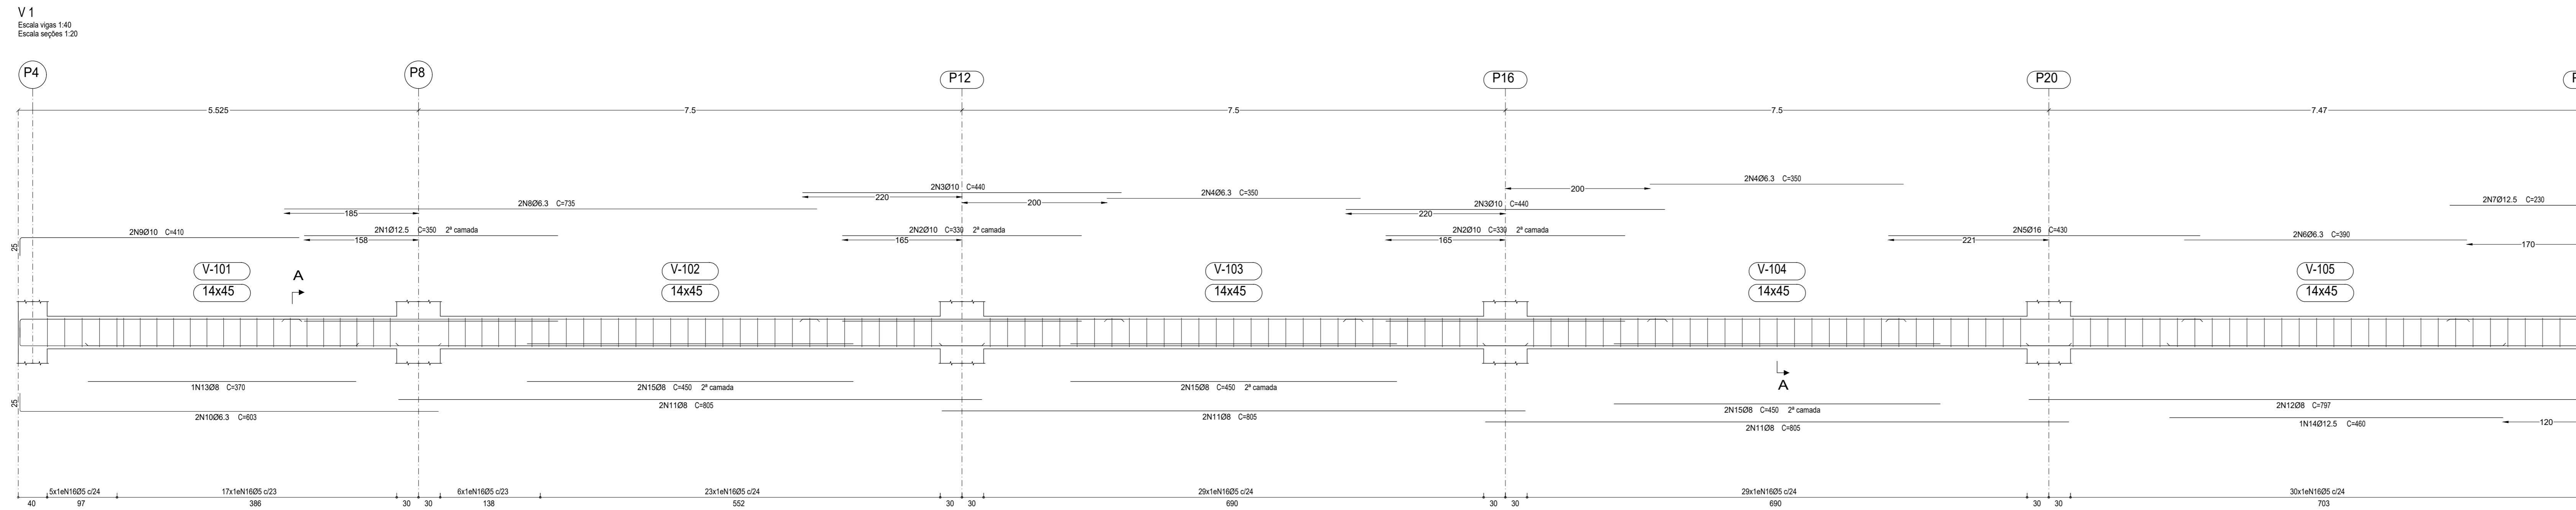 V 1
Escala vigas 1:40
Escala seções 1:20
P4 P8 P12 P16 P20
5.525 7.5 7.5 7.5 7.47
2N4Ø6.3 C=350
2N3Ø10 C=440 200
2N4Ø6.3 C=350
220 2N7Ø12.5 C=230
200
2N8Ø6.3 C=735 2N3Ø10 C=440
185 220
2N9Ø10 C=410 2N1Ø12.5 C=350 2ª camada 2N2Ø10 C=330 2ª camada 2N2Ø10 C=330 2ª camada 2N5Ø16 C=430
2N6Ø6.3 C=390
25 158 165 165 221 170
V-101 V-102 V-103 V-104 V-105
A
14x45 14x45 14x45 14x45 14x45
A
1N13Ø8 C=370 2N15Ø8 C=450 2ª camada 2N15Ø8 C=450 2ª camada
25 2N11Ø8 C=805 2N12Ø8 C=797
2N15Ø8 C=450 2ª camada
2N10Ø6.3 C=603 2N11Ø8 C=805
1N14Ø12.5 C=460 120
2N11Ø8 C=805
5x1eN16Ø5 c/24 17x1eN16Ø5 c/23 6x1eN16Ø5 c/23 23x1eN16Ø5 c/24 29x1eN16Ø5 c/24 29x1eN16Ø5 c/24 30x1eN16Ø5 c/24
40 97 386 30 30 138 552 30 30 690 30 30 690 30 30 703